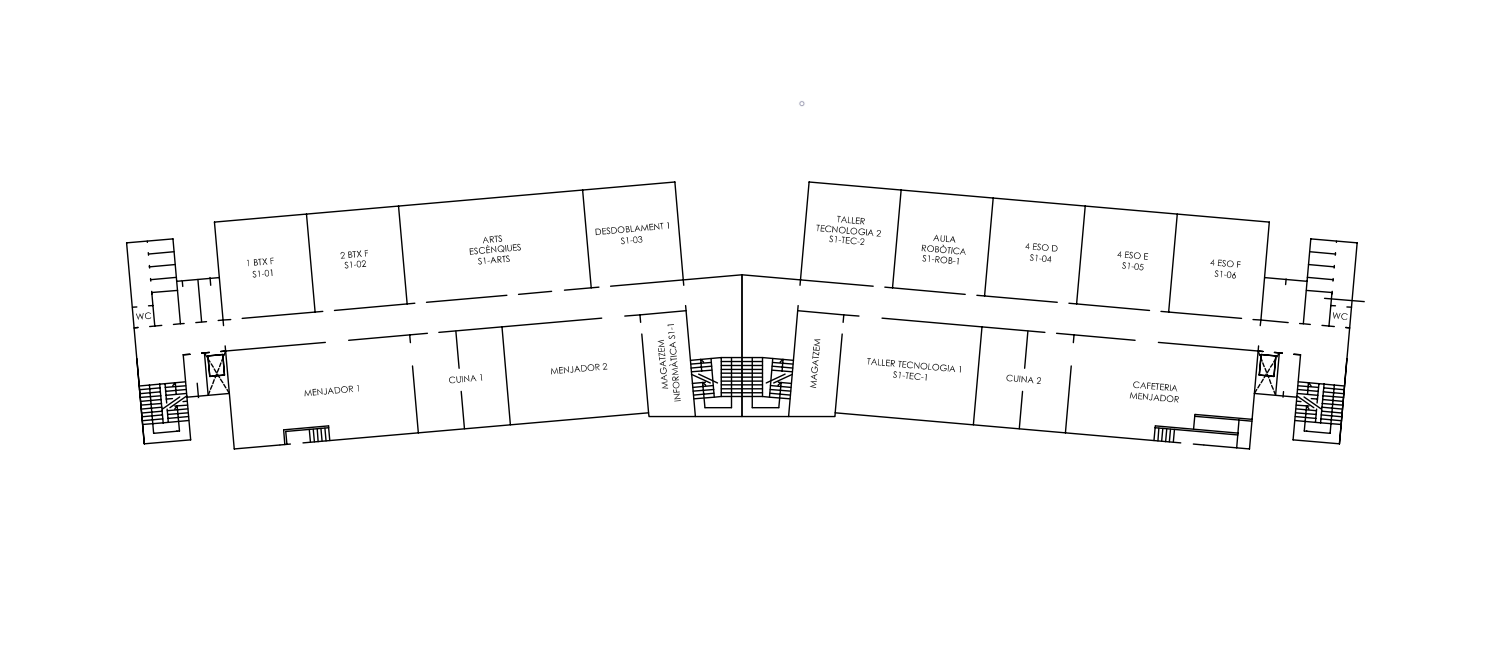 1 BTX F
S1-01
2 BTX F
S1-02
ARTS
ESCÈNQIUES
S1-ARTS
DESDOBLAMENT 1
S1-03
TALLER
TECNOLOGIA 2
S1-TEC-2
AULA
ROBÒTICA
S1-ROB-1
4 ESO D
S1-04
4 ESO E
S1-05
4 ESO F
S1-06
WC
WC
MENJADOR 1
CUINA 1
MENJADOR 2
MAGATZEM
INFORMÀTICA S1-1
MAGATZEM
TALLER TECNOLOGIA 1
S1-TEC-1
CUINA 2
CAFETERIA
MENJADOR